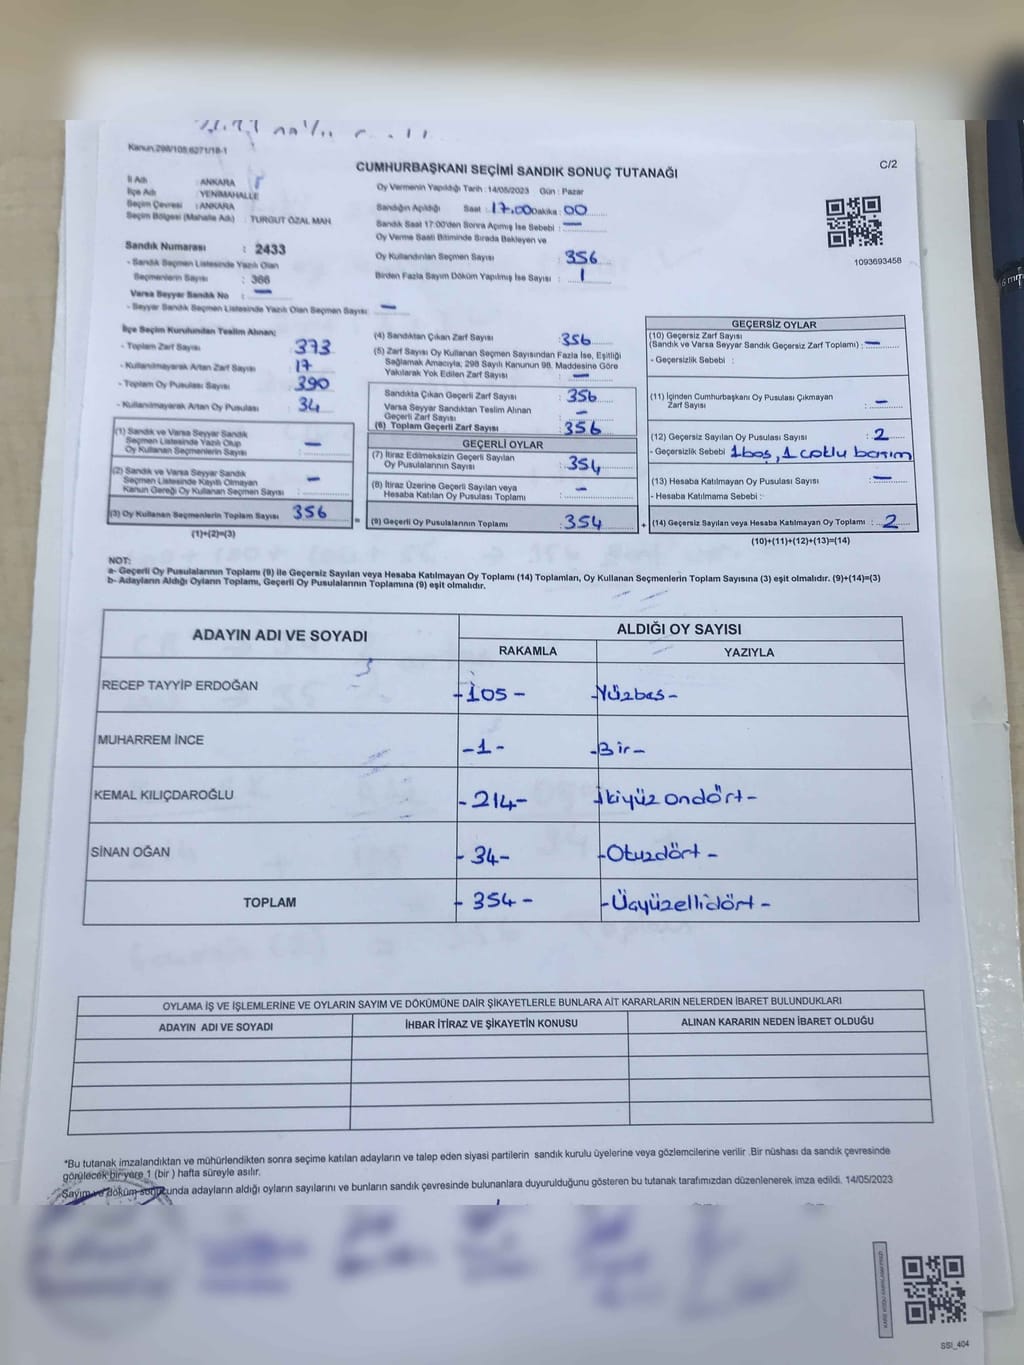 Kanun.298/105;6271/18-1
CUMHURBAŞKANI SEÇİMİ SANDIK SONUÇ TUTANAĞI
C/2
İl Adı : ANKARA
İlçe Adı : YENİMAHALLE
Seçim Çevresi : ANKARA
Seçim Bölgesi (Mahalle Adı) : TURGUT ÖZAL MAH.
Sandık Numarası : 2433
- Sandık Seçmen Listesinde Yazılı Olan
Seçmenlerin Sayısı : 366
Varsa Seyyar Sandık No : —
- Seyyar Sandık Seçmen Listesinde Yazılı Olan Seçmen Sayısı : —
Oy Vermenin Yapıldığı Tarih : 14/05/2023 Gün : Pazar
Sandığın Açıldığı Saat : 17.00 Dakika : 00
Sandık Saat 17:00'den Sonra Açımış İse Sebebi : —
Oy Verme Saati Bitiminde Sırada Bekleyen ve
Oy Kullandırılan Seçmen Sayısı : 356
Birden Fazla Sayım Döküm Yapılmış İse Sayısı : 1
1093693458
İlçe Seçim Kurulundan Teslim Alınan;
- Toplam Zarf Sayısı : 373
- Kullanılmayarak Artan Zarf Sayısı : 17
- Toplam Oy Pusulası Sayısı : 390
- Kullanılmayarak Artan Oy Pusulası : 34
(1) Sandık ve Varsa Seyyar Sandık
Seçmen Listesinde Yazılı Olup
Oy Kullanan Seçmenlerin Sayısı : —
(2) Sandık ve Varsa Seyyar Sandık
Seçmen Listesinde Kayıtlı Olmayan
Kanun Gereği Oy Kullanan Seçmen Sayısı : —
(3) Oy Kullanan Seçmenlerin Toplam Sayısı : 356
(1)+(2)=(3)
(4) Sandıktan Çıkan Zarf Sayısı : 356
(5) Zarf Sayısı Oy Kullanan Seçmen Sayısından Fazla İse, Eşitliği
Sağlamak Amacıyla; 298 Sayılı Kanunun 98. Maddesine Göre
Yakılarak Yok Edilen Zarf Sayısı : —
Sandıkta Çıkan Geçerli Zarf Sayısı : 356
Varsa Seyyar Sandıktan Teslim Alınan
Geçerli Zarf Sayısı : —
(6) Toplam Geçerli Zarf Sayısı : 356
GEÇERLİ OYLAR
(7) İtiraz Edilmeksizin Geçerli Sayılan
Oy Pusulalarının Sayısı : 354
(8) İtiraz Üzerine Geçerli Sayılan veya
Hesaba Katılan Oy Pusulası Toplamı : —
= (9) Geçerli Oy Pusulalarının Toplamı : 354
GEÇERSİZ OYLAR
(10) Geçersiz Zarf Sayısı
(Sandık ve Varsa Seyyar Sandık Geçersiz Zarf Toplamı) : —
- Geçersizlik Sebebi :
(11) İçinden Cumhurbaşkanı Oy Pusulası Çıkmayan
Zarf Sayısı : —
(12) Geçersiz Sayılan Oy Pusulası Sayısı : 2
- Geçersizlik Sebebi 1 boş, 1 çoklu basım
(13) Hesaba Katılmayan Oy Pusulası Sayısı : —
- Hesaba Katılmama Sebebi :
+ (14) Geçersiz Sayılan veya Hesaba Katılmayan Oy Toplamı : 2
(10)+(11)+(12)+(13)=(14)
NOT:
a- Geçerli Oy Pusulalarının Toplamı (9) ile Geçersiz Sayılan veya Hesaba Katılmayan Oy Toplamı (14) Toplamları, Oy Kullanan Seçmenlerin Toplam Sayısına (3) eşit olmalıdır. (9)+(14)=(3)
b- Adayların Aldığı Oyların Toplamı, Geçerli Oy Pusulalarının Toplamına (9) eşit olmalıdır.
ADAYIN ADI VE SOYADI
ALDIĞI OY SAYISI
RAKAMLA YAZIYLA
RECEP TAYYİP ERDOĞAN -105- -Yüzbeş-
MUHARREM İNCE -1- -Bir-
KEMAL KILIÇDAROĞLU -214- -İkiyüz ondört-
SİNAN OĞAN -34- -Otuzdört-
TOPLAM -354- -Üçyüzellidört-
OYLAMA İŞ VE İŞLEMLERİNE VE OYLARIN SAYIM VE DÖKÜMÜNE DAİR ŞİKAYETLERLE BUNLARA AİT KARARLARIN NELERDEN İBARET BULUNDUKLARI
ADAYIN ADI VE SOYADI İHBAR İTİRAZ VE ŞİKAYETİN KONUSU ALINAN KARARIN NEDEN İBARET OLDUĞU
*Bu tutanak imzalandıktan ve mühürlendikten sonra seçime katılan adayların ve talep eden siyasi partilerin sandık kurulu üyelerine veya gözlemcilerine verilir .Bir nüshası da sandık çevresinde
görülecek bir yere 1 (bir ) hafta süreyle asılır.
Sayım ve döküm sonucunda adayların aldığı oyların sayılarını ve bunların sandık çevresinde bulunanlara duyurulduğunu gösteren bu tutanak tarafımızdan düzenlenerek imza edildi. 14/05/2023
SSİ_404